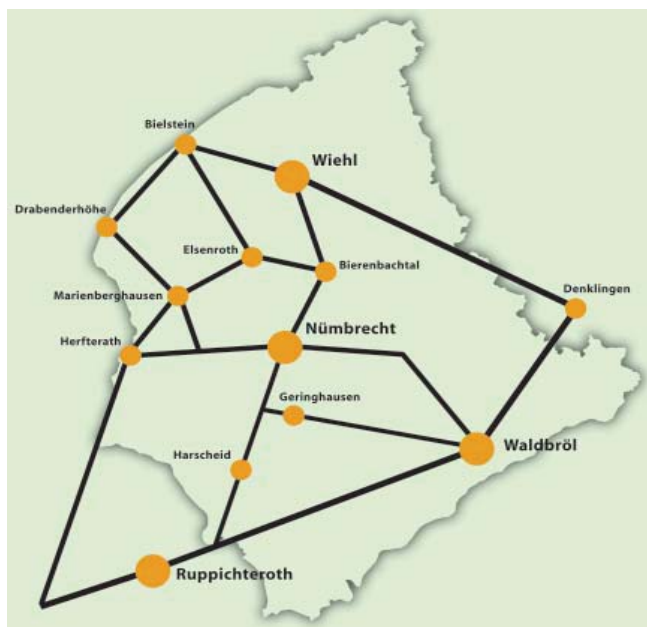 Bielstein
Wiehl
Drabenderhöhe
Elsenroth
Bierenbachtal
Marienberghausen
Denklingen
Nümbrecht
Herfterath
Geringhausen
Waldbröl
Harscheid
Ruppichteroth